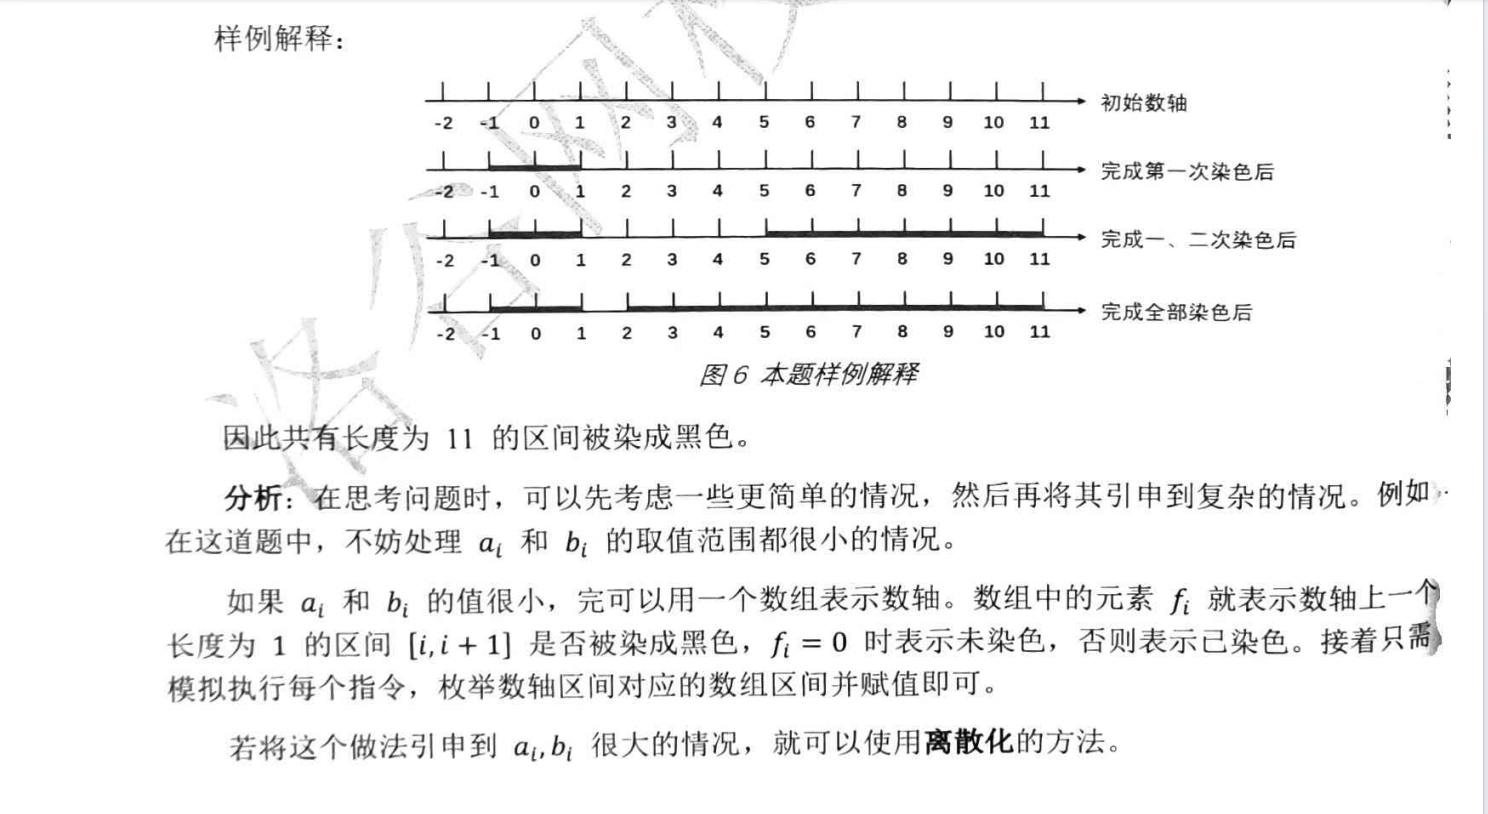 样例解释：
-2 -1 0 1 2 3 4 5 6 7 8 9 10 11 初始数轴
-2 -1 0 1 2 3 4 5 6 7 8 9 10 11 完成第一次染色后
-2 -1 0 1 2 3 4 5 6 7 8 9 10 11 完成一、二次染色后
-2 -1 0 1 2 3 4 5 6 7 8 9 10 11 完成全部染色后
图 6 本题样例解释
因此共有长度为 11 的区间被染成黑色。
分析：在思考问题时，可以先考虑一些更简单的情况，然后再将其引申到复杂的情况。例如，
在这道题中，不妨处理 aᵢ 和 bᵢ 的取值范围都很小的情况。
如果 aᵢ 和 bᵢ 的值很小，完可以用一个数组表示数轴。数组中的元素 fᵢ 就表示数轴上一个
长度为 1 的区间 [i, i + 1] 是否被染成黑色，fᵢ = 0 时表示未染色，否则表示已染色。接着只需
模拟执行每个指令，枚举数轴区间对应的数组区间并赋值即可。
若将这个做法引申到 aᵢ, bᵢ 很大的情况，就可以使用离散化的方法。
洛谷网校